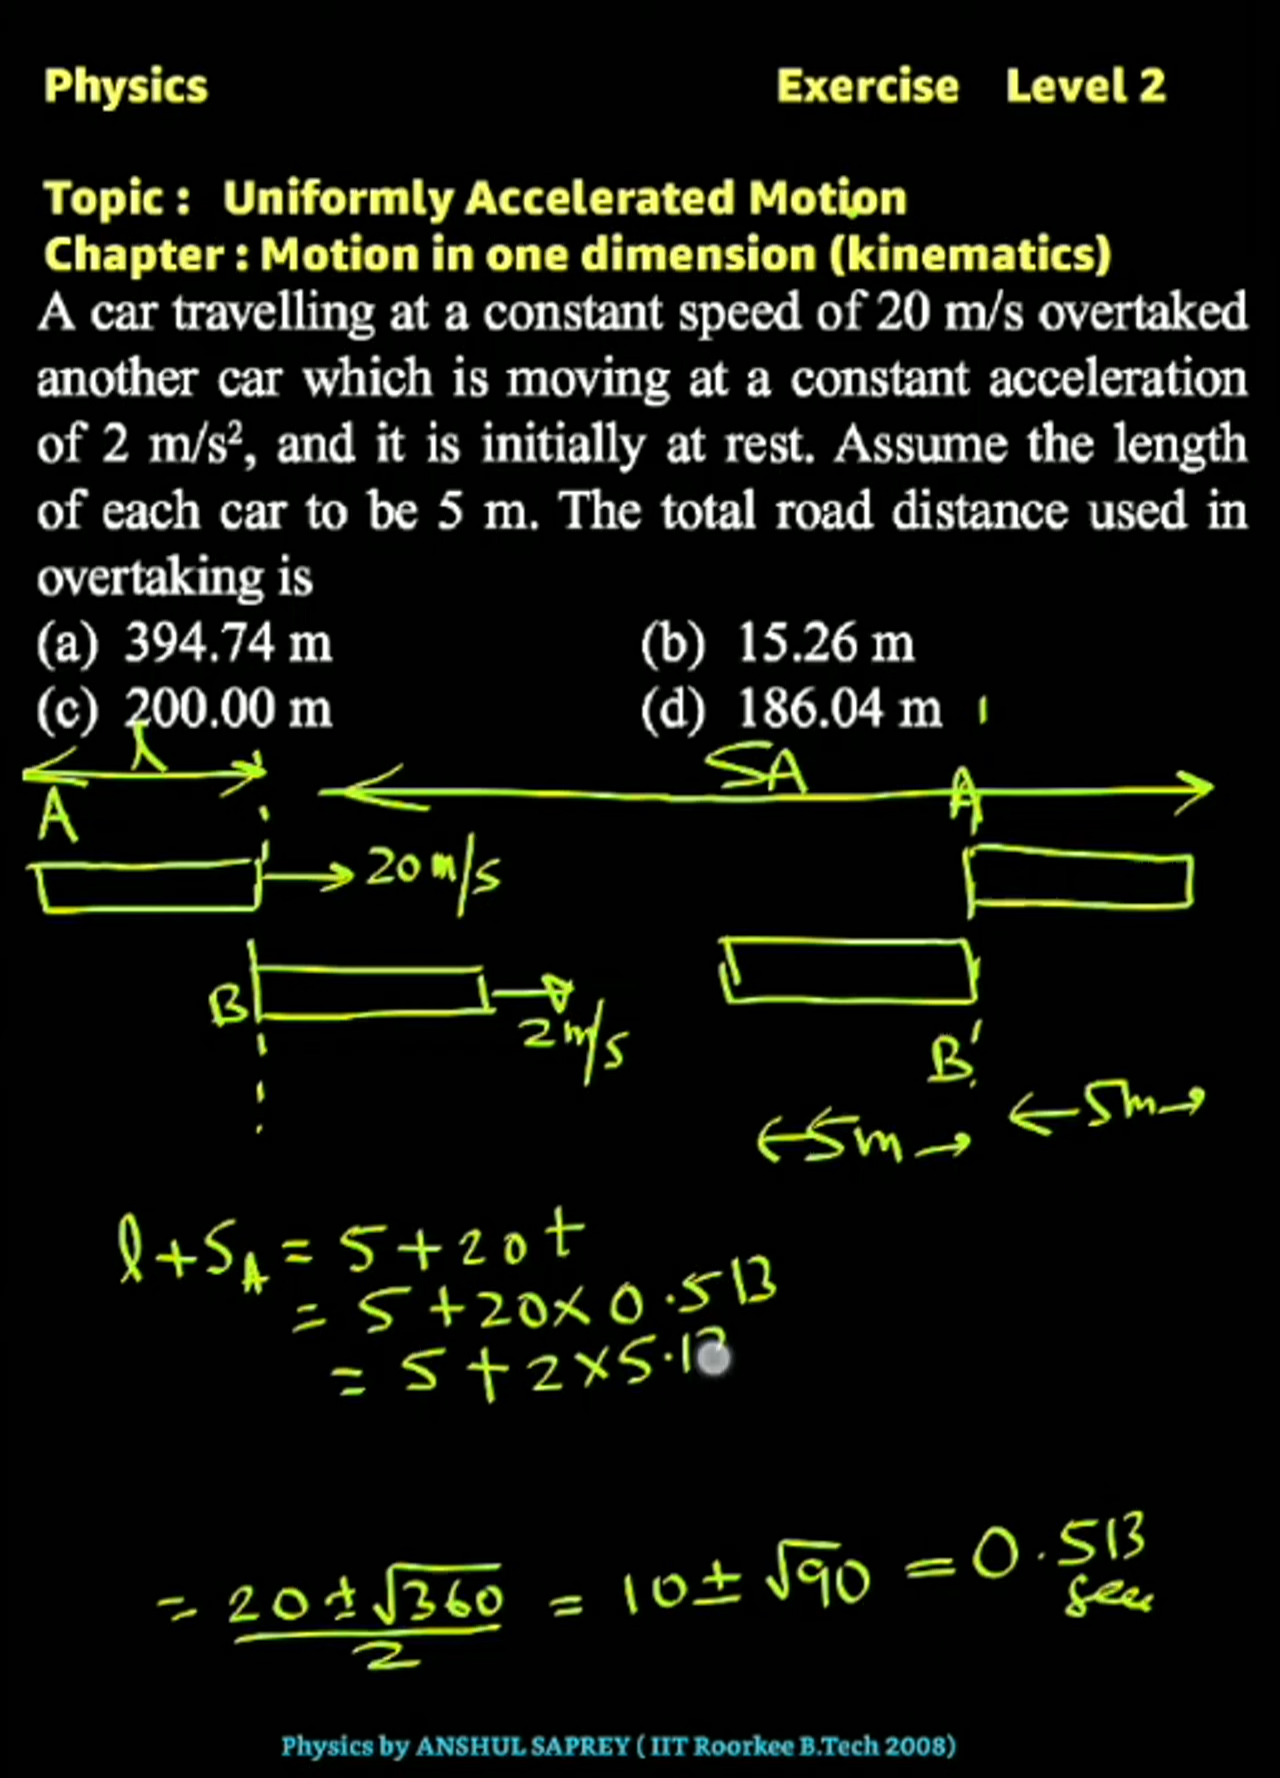 Physics Exercise Level 2
Topic : Uniformly Accelerated Motion
Chapter : Motion in one dimension (kinematics)
A car travelling at a constant speed of 20 m/s overtaked
another car which is moving at a constant acceleration
of 2 m/s², and it is initially at rest. Assume the length
of each car to be 5 m. The total road distance used in
overtaking is
(a) 394.74 m (b) 15.26 m
(c) 200.00 m (d) 186.04 m
SA
A A
20 m/s
B 2 m/s
B'
5m 5m
l + S_A = 5 + 20t
= 5 + 20 × 0.513
= 5 + 2 × 5.13
= 20 ± √360 / 2 = 10 ± √90 = 0.513
sec
Physics by ANSHUL SAPREY ( IIT Roorkee B.Tech 2008)